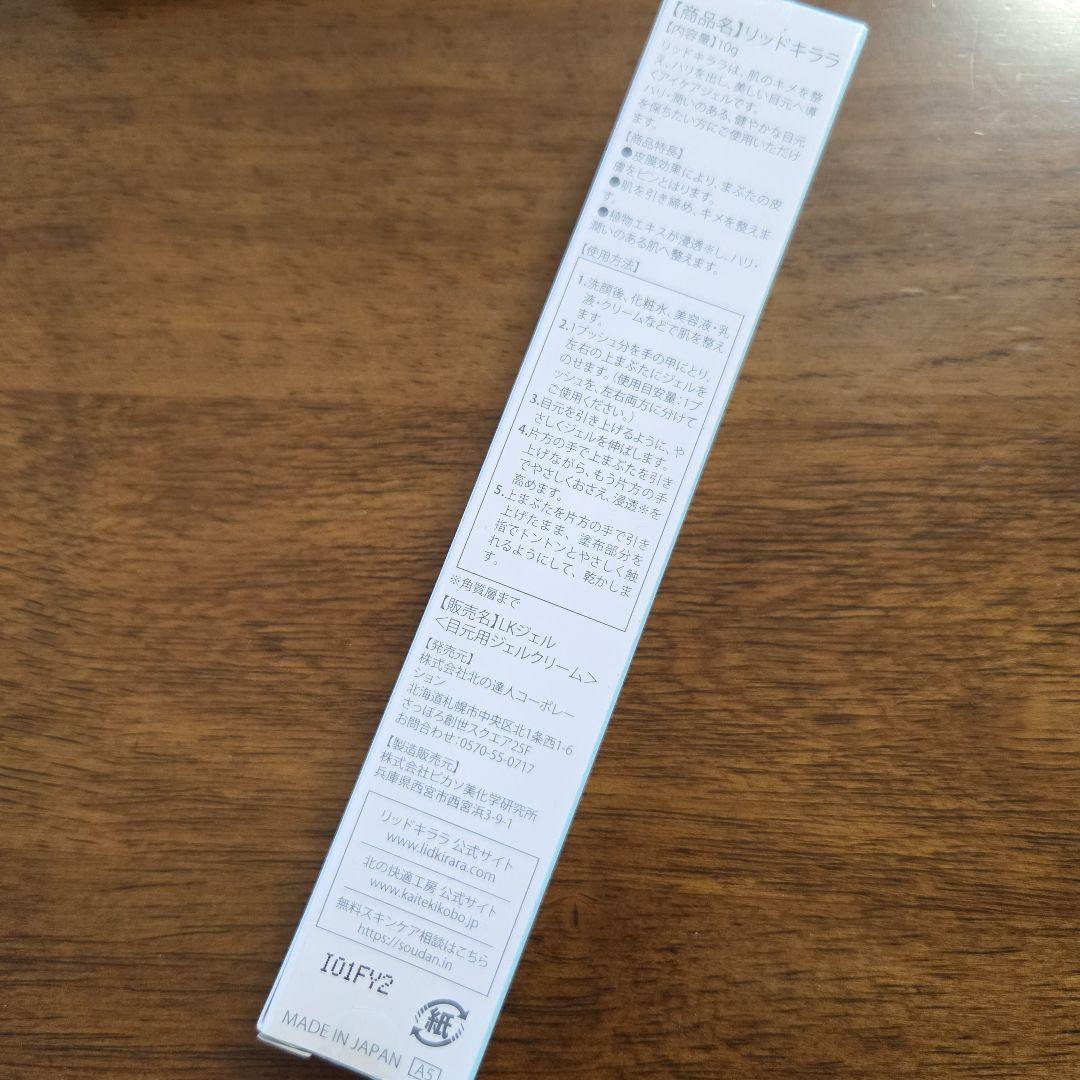 【商品名】リッドキララ
【内容量】10g
リッドキララは、肌のキメを整
え、ハリを出し、美しい目元へ導
くアイケアジェルです。
ハリ・潤いのある、健やかな目元
を保ちたい方にご使用いただけ
ます。
【商品特長】
●皮膜効果により、まぶたの皮
膚をピンとはります。
●肌を引き締め、キメを整えま
す。
●植物エキスが浸透※し、ハリ・
潤いのある肌へ整えます。
【使用方法】
1.洗顔後、化粧水、美容液・乳
液・クリームなどで肌を整え
ます。
2.1プッシュ分を手の甲にとり、
左右の上まぶたにジェルを
のせます。(使用目安量:1プ
ッシュを、左右両方に分けて
ご使用ください。)
3.目元を引き上げるように、や
さしくジェルを伸ばします。
4.片方の手で上まぶたを引き
上げながら、もう片方の手
でやさしくおさえ、浸透※を
高めます。
5.上まぶたを片方の手で引き
上げたまま、塗布部分を
指でトントンとやさしく触
れるようにして、乾かしま
す。
※角質層まで
【販売名】LKジェル
<目元用ジェルクリーム>
【発売元】
株式会社北の達人コーポレー
ション
北海道札幌市中央区北1条西1-6
さっぽろ創世スクエア25F
お問合わせ:0570-55-0717
【製造販売元】
株式会社ピカソ美化学研究所
兵庫県西宮市西宮浜3-9-1
リッドキララ 公式サイト
www.lidkirara.com
北の快適工房 公式サイト
www.kaitekikobo.jp
無料スキンケア相談はこちら
https://soudan.in
I01FY2
紙
MADE IN JAPAN
A5